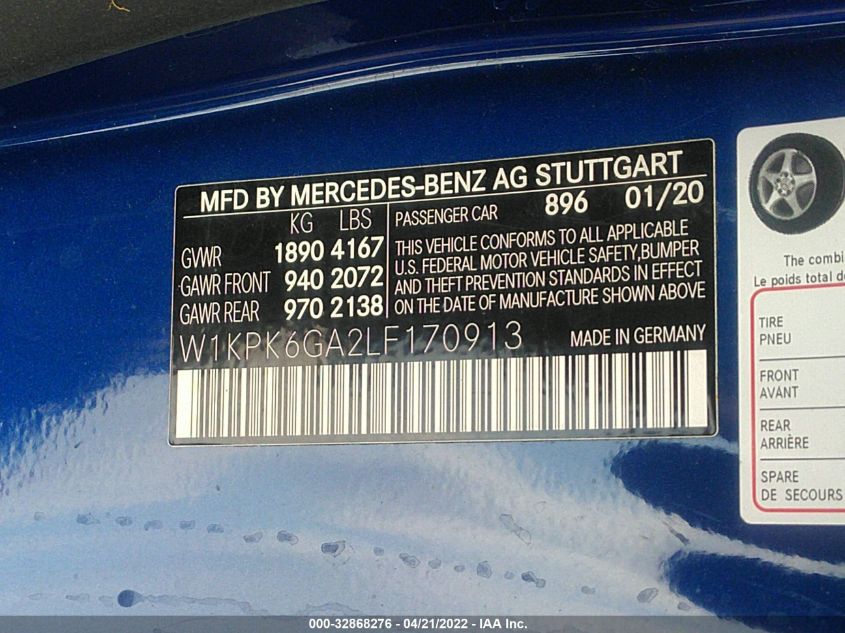 MFD BY MERCEDES-BENZ AG STUTTGART
KG LBS
GVWR 1890 4167
GAWR FRONT 940 2072
GAWR REAR 970 2138
PASSENGER CAR 896 01/20
THIS VEHICLE CONFORMS TO ALL APPLICABLE
U.S. FEDERAL MOTOR VEHICLE SAFETY,BUMPER
AND THEFT PREVENTION STANDARDS IN EFFECT
ON THE DATE OF MANUFACTURE SHOWN ABOVE
W1KPK6GA2LF170913 MADE IN GERMANY
The combi
Le poids total d
TIRE
PNEU
FRONT
AVANT
REAR
ARRIÈRE
SPARE
DE SECOURS
000-32868276 - 04/21/2022 - IAA Inc.